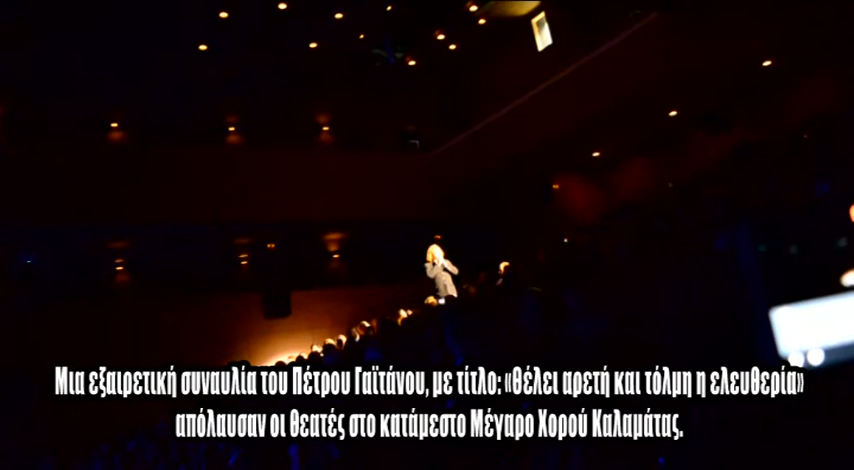 Μια εξαιρετική συναυλία του Πέτρου Γαϊτάνου, με τίτλο: «Θέλει αρετή και τόλμη η ελευθερία»
απόλαυσαν οι θεατές στο κατάμεστο Μέγαρο Χορού Καλαμάτας.